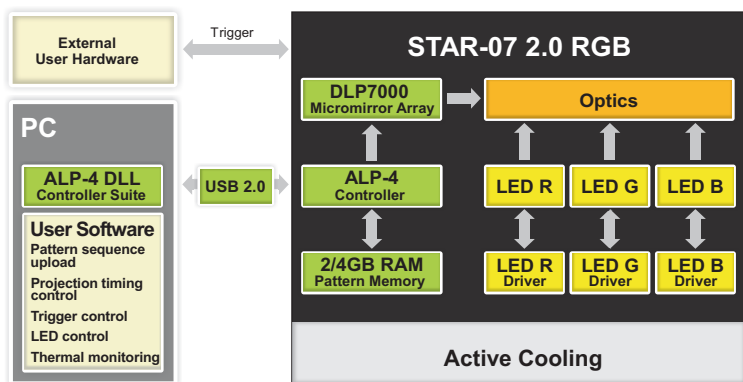 External
User Hardware
Trigger
STAR-07 2.0 RGB
DLP7000
Micromirror Array
Optics
PC
ALP-4 DLL
Controller Suite
USB 2.0
ALP-4
Controller
LED R
LED G
LED B
User Software
Pattern sequence
upload
Projection timing
control
Trigger control
LED control
Thermal monitoring
2/4GB RAM
Pattern Memory
LED R
Driver
LED G
Driver
LED B
Driver
Active Cooling